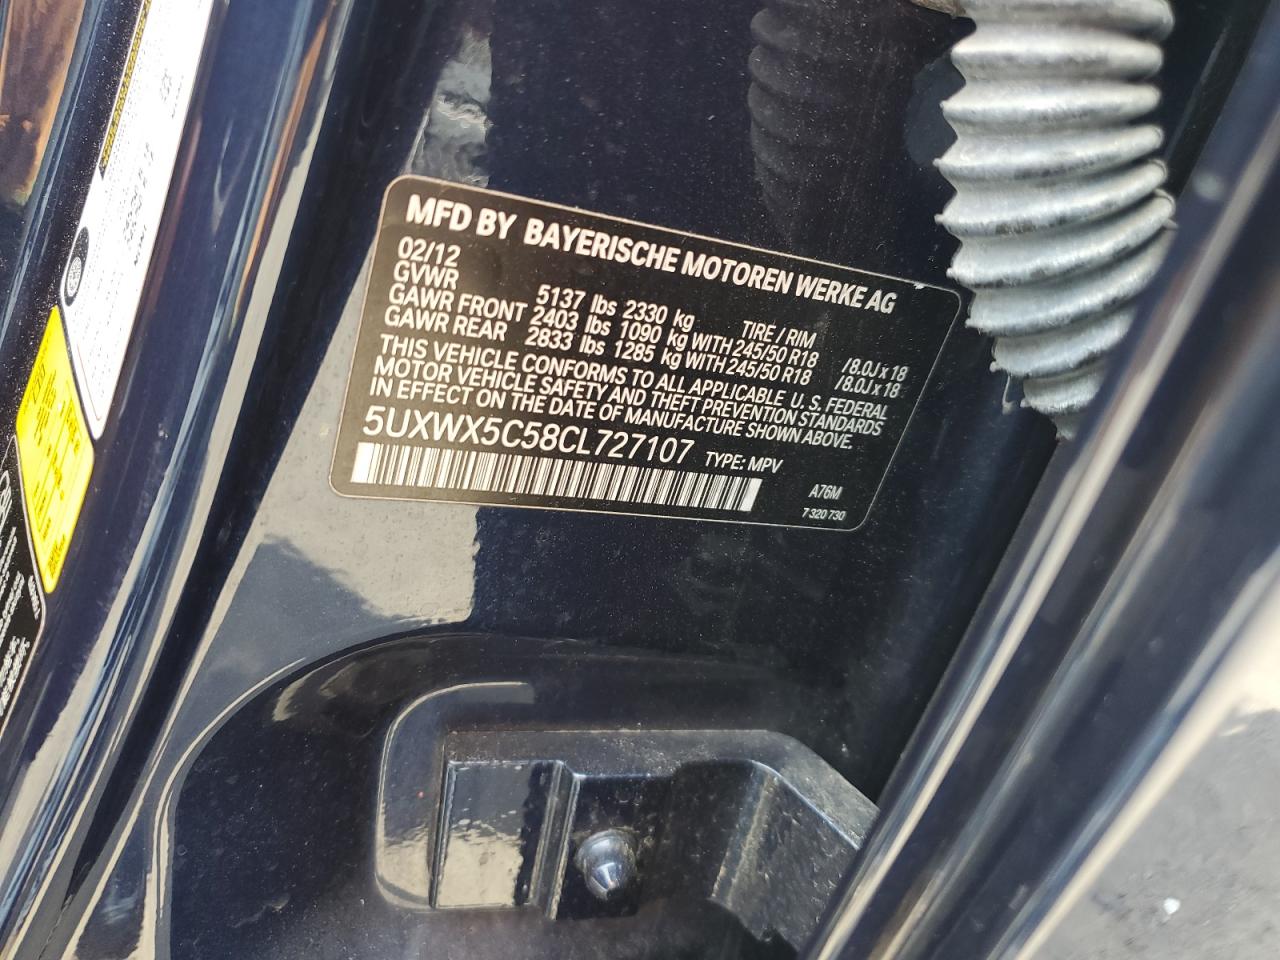 MFD BY BAYERISCHE MOTOREN WERKE AG
02/12
GVWR 5137 lbs 2330 kg TIRE / RIM
GAWR FRONT 2403 lbs 1090 kg WITH 245/50 R18 /8.0J x 18
GAWR REAR 2833 lbs 1285 kg WITH 245/50 R18 /8.0J x 18
THIS VEHICLE CONFORMS TO ALL APPLICABLE U.S. FEDERAL
MOTOR VEHICLE SAFETY AND THEFT PREVENTION STANDARDS
IN EFFECT ON THE DATE OF MANUFACTURE SHOWN ABOVE.
5UXWX5C58CL727107 TYPE: MPV
A76M
7 320 730